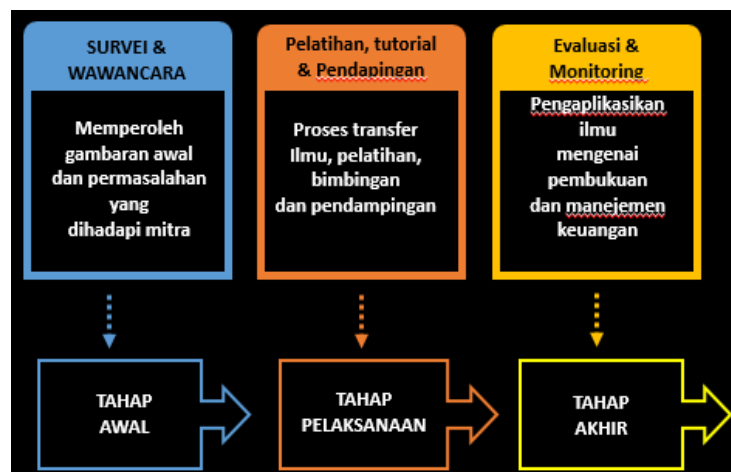 SURVEI &
WAWANCARA
Memperoleh
gambaran awal
dan permasalahan
yang
dihadapi mitra
Pelatihan, tutorial
& Pendapingan
Proses transfer
Ilmu, pelatihan,
bimbingan
dan pendampingan
Evaluasi &
Monitoring
Pengaplikasikan
ilmu
mengenai
pembukuan
dan manejemen
keuangan
TAHAP
AWAL
TAHAP
PELAKSANAAN
TAHAP
AKHIR